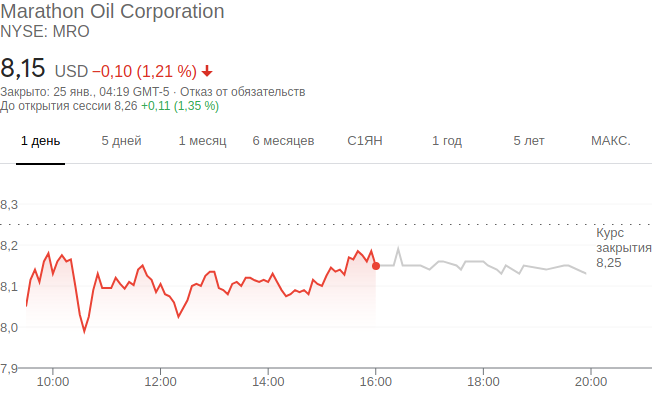 Marathon Oil Corporation
NYSE: MRO
8,15 USD −0,10 (1,21 %)
Закрыто: 25 янв., 04:19 GMT-5 · Отказ от обязательств
До открытия сессии 8,26 +0,11 (1,35 %)
1 день 5 дней 1 месяц 6 месяцев С1ЯН 1 год 5 лет МАКС.
8,3
8,2
8,1
8,0
7,9
Курс
закрытия
8,25
10:00 12:00 14:00 16:00 18:00 20:00